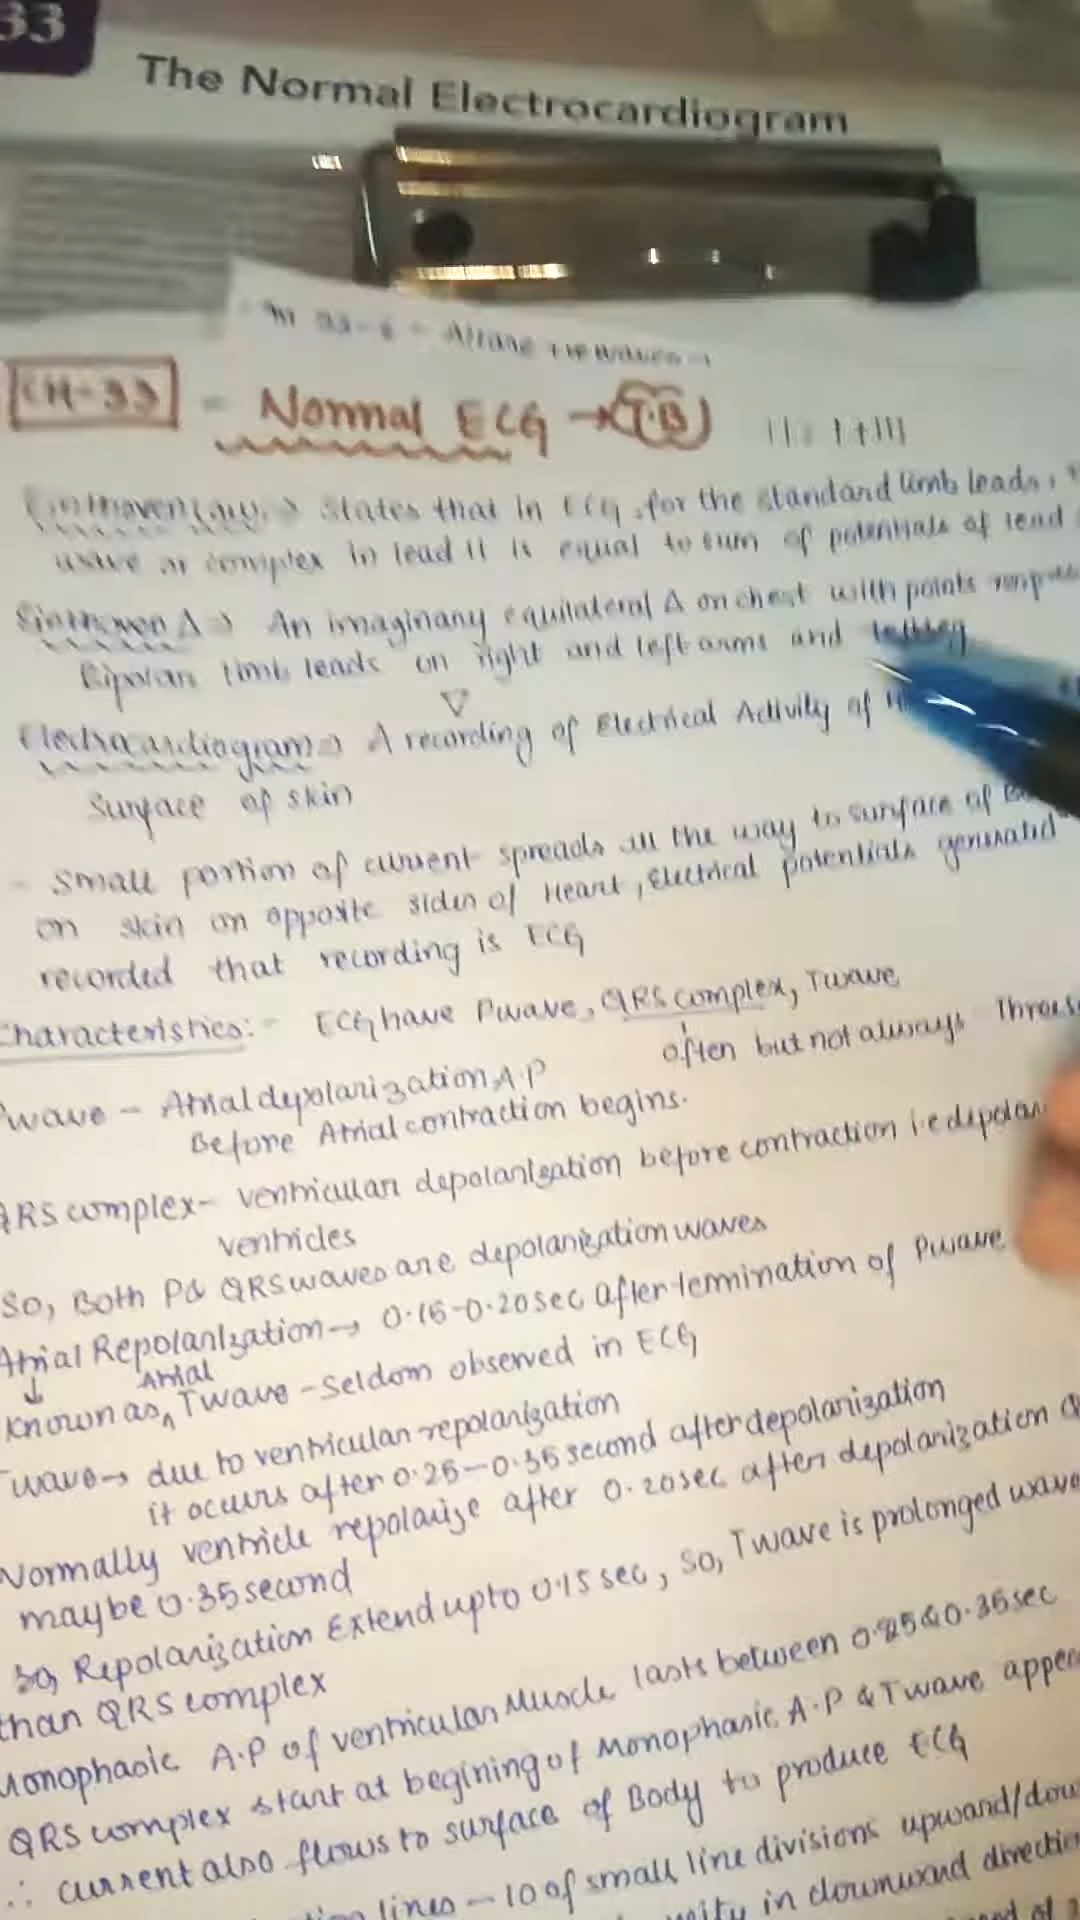 33
The Normal Electrocardiogram
CH-33 - Normal ECG → T.B II = I + III
States that in ECG, for the standard limb leads,
wave or complex in lead II is equal to sum of potentials of lead
Einthoven Δ ⇒ An imaginary equilateral Δ on chest with points
Bipolar limb leads on right and left arms and left leg
Electrocardiogram ⇒ A recording of Electrical Activity of
Surface of skin
- Small portion of current spreads all the way to surface of
on skin on opposite sides of Heart, Electrical potentials generated
recorded that recording is ECG
Characteristics:- ECG have P wave, QRS complex, T wave
often but not always
wave - Atrial depolarization A.P
Before Atrial contraction begins.
QRS complex - ventricular depolarization before contraction i.e
ventricles
So, Both P & QRS waves are depolarization waves
Atrial Repolarization → 0.15-0.20 sec after termination of P wave
↓ Atrial
Known as ^ T wave - Seldom observed in ECG
T wave → due to ventricular repolarization
it occurs after 0.25-0.35 second after depolarization
Normally ventricle repolarize after 0.20 sec after depolarization
may be 0.35 second
So, Repolarization Extend upto 0.15 sec, So, T wave is prolonged wave
than QRS complex
Monophasic A.P of ventricular Muscle lasts between 0.25 & 0.35 sec
QRS complex start at begining of Monophasic A.P & T wave
∴ current also flows to surface of Body to produce ECG
lines - 10 of small line divisions upward/
in downward